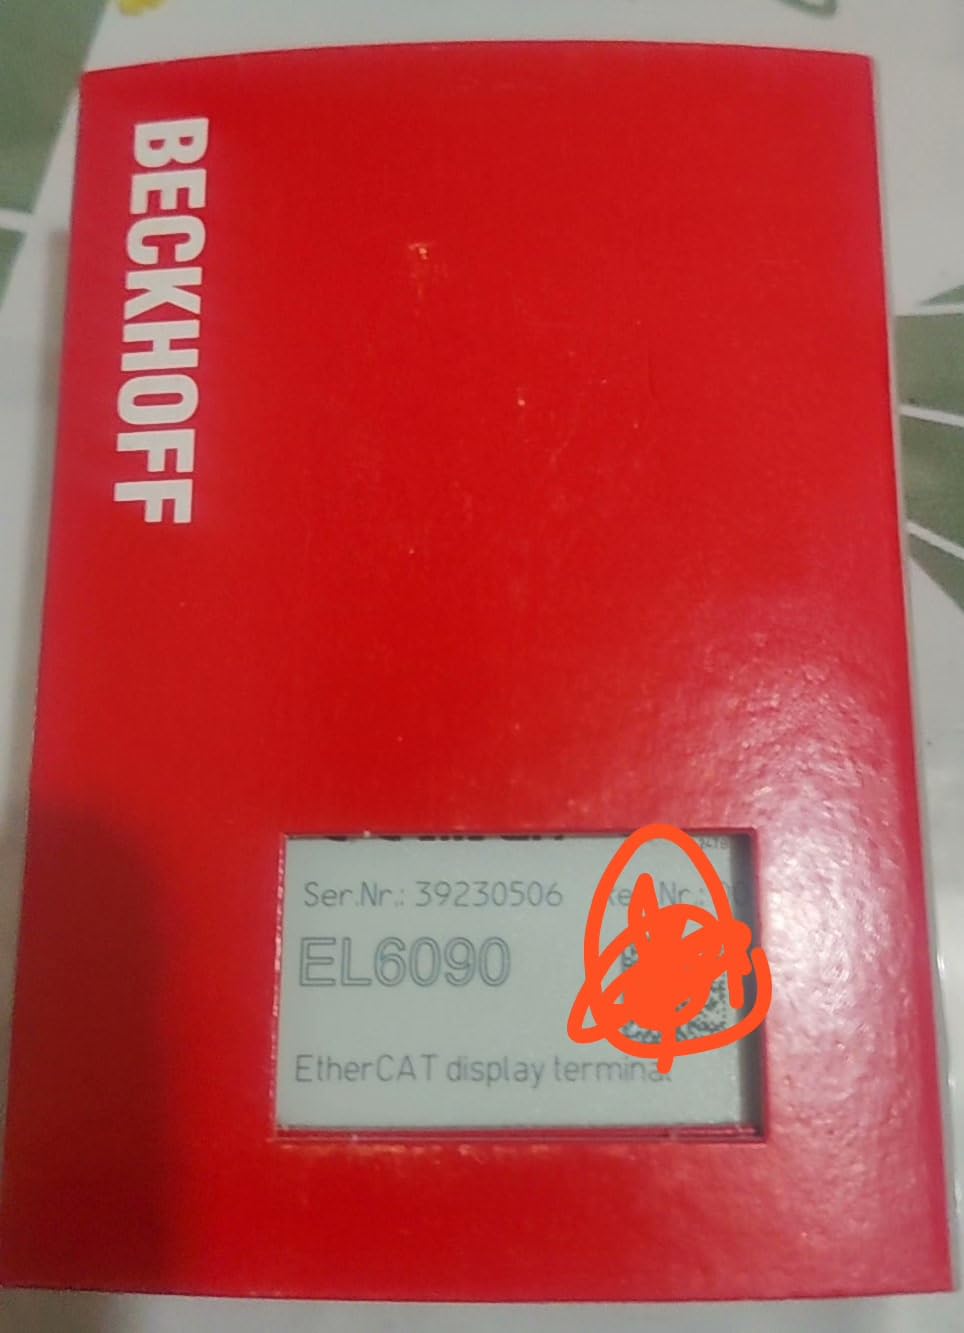 BECKHOFF
Ser.Nr.: 39230506
EL6090
EtherCAT display terminal